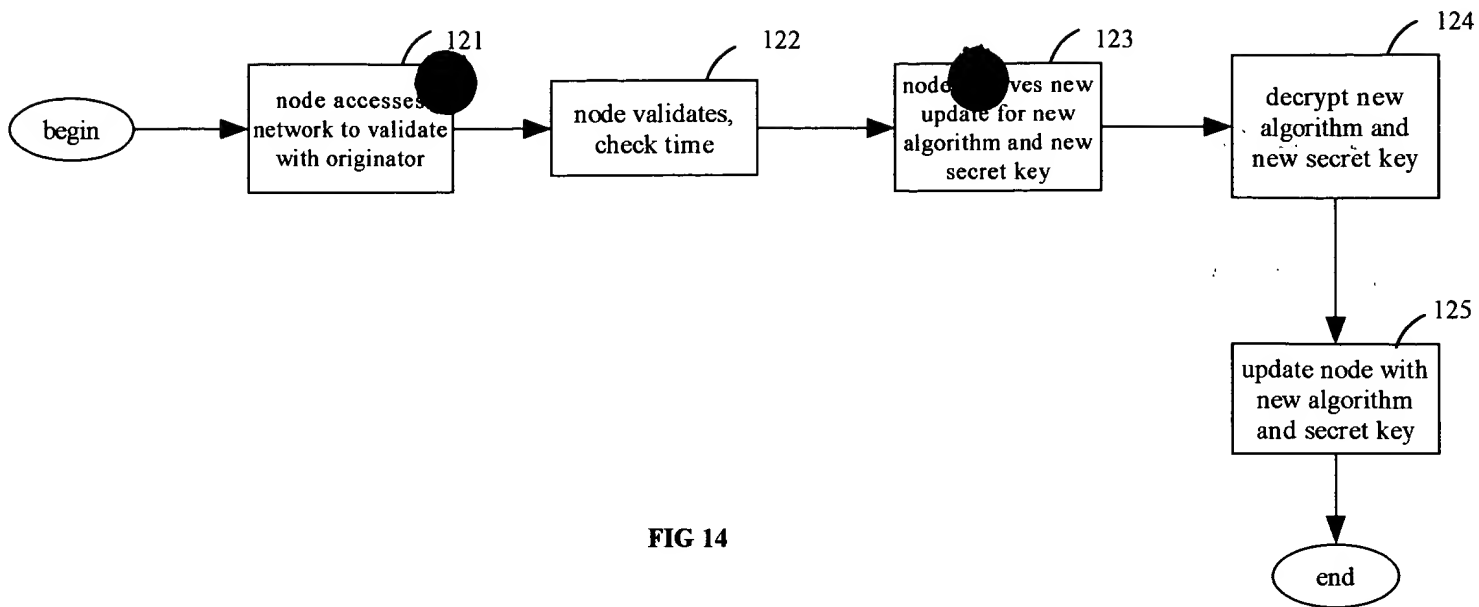 121
122
123
124
begin
node accesses
network to validate
with originator
node validates,
check time
node ves new
update for new
algorithm and new
secret key
decrypt new
algorithm and
new secret key
125
update node with
new algorithm
and secret key
end
FIG 14